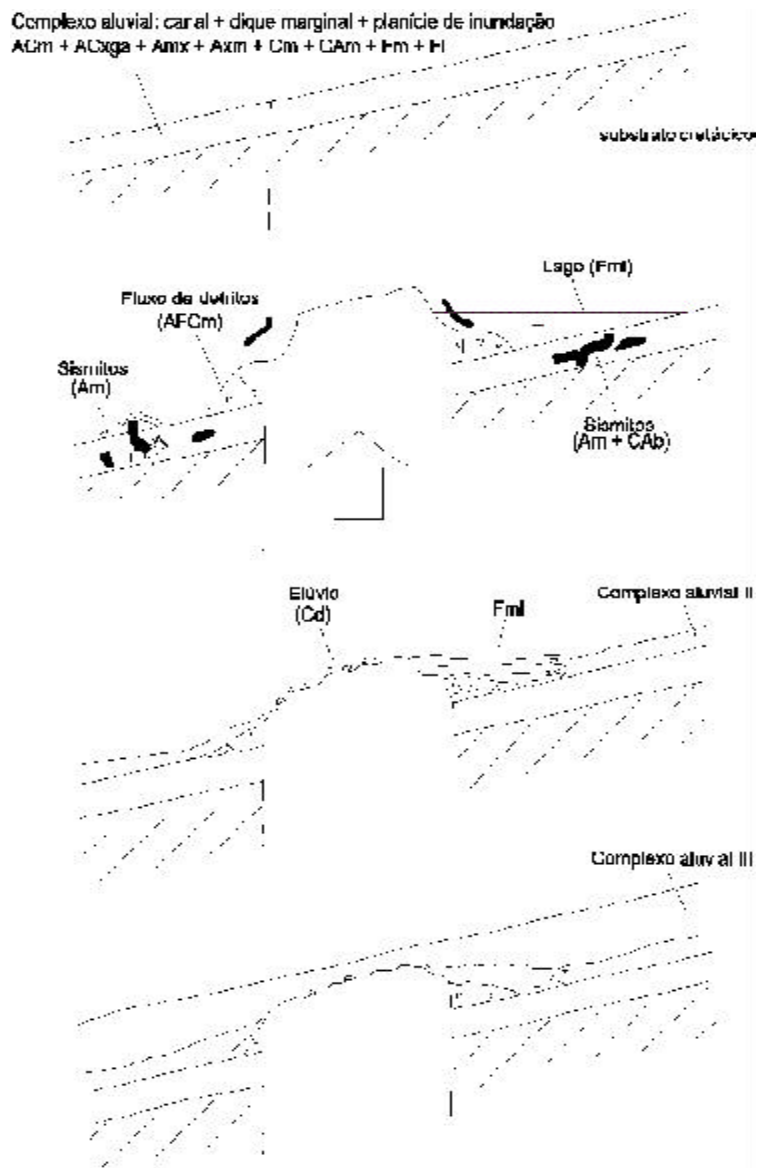 Complexo aluvial: canal + dique marginal + planície de inundação
ACm + ACxga + Amx + Axm + Cm + CAm + Fm + Fl
substrato cretácico
Lago (Fml)
Fluxo de detritos
(AFCm)
Sismitos
(Am)
Sismitos
(Am + CAb)
Elúvio
(Cd)
Fml
Complexo aluvial II
Complexo aluvial III